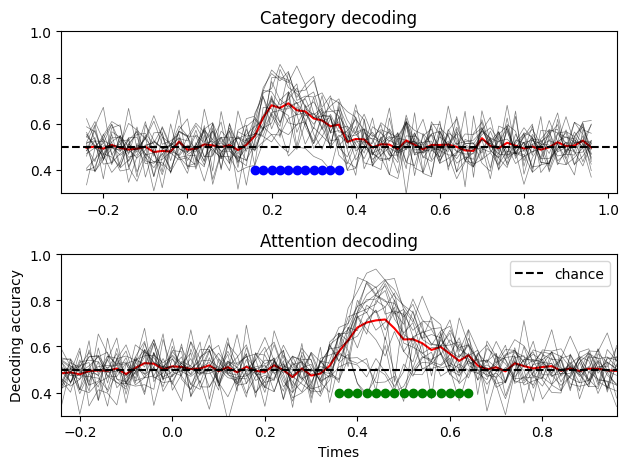 Category decoding
1.0
0.8
0.6
0.4
−0.2 0.0 0.2 0.4 0.6 0.8 1.0
Attention decoding
1.0
0.8
0.6
0.4
Decoding accuracy
chance
−0.2 0.0 0.2 0.4 0.6 0.8
Times